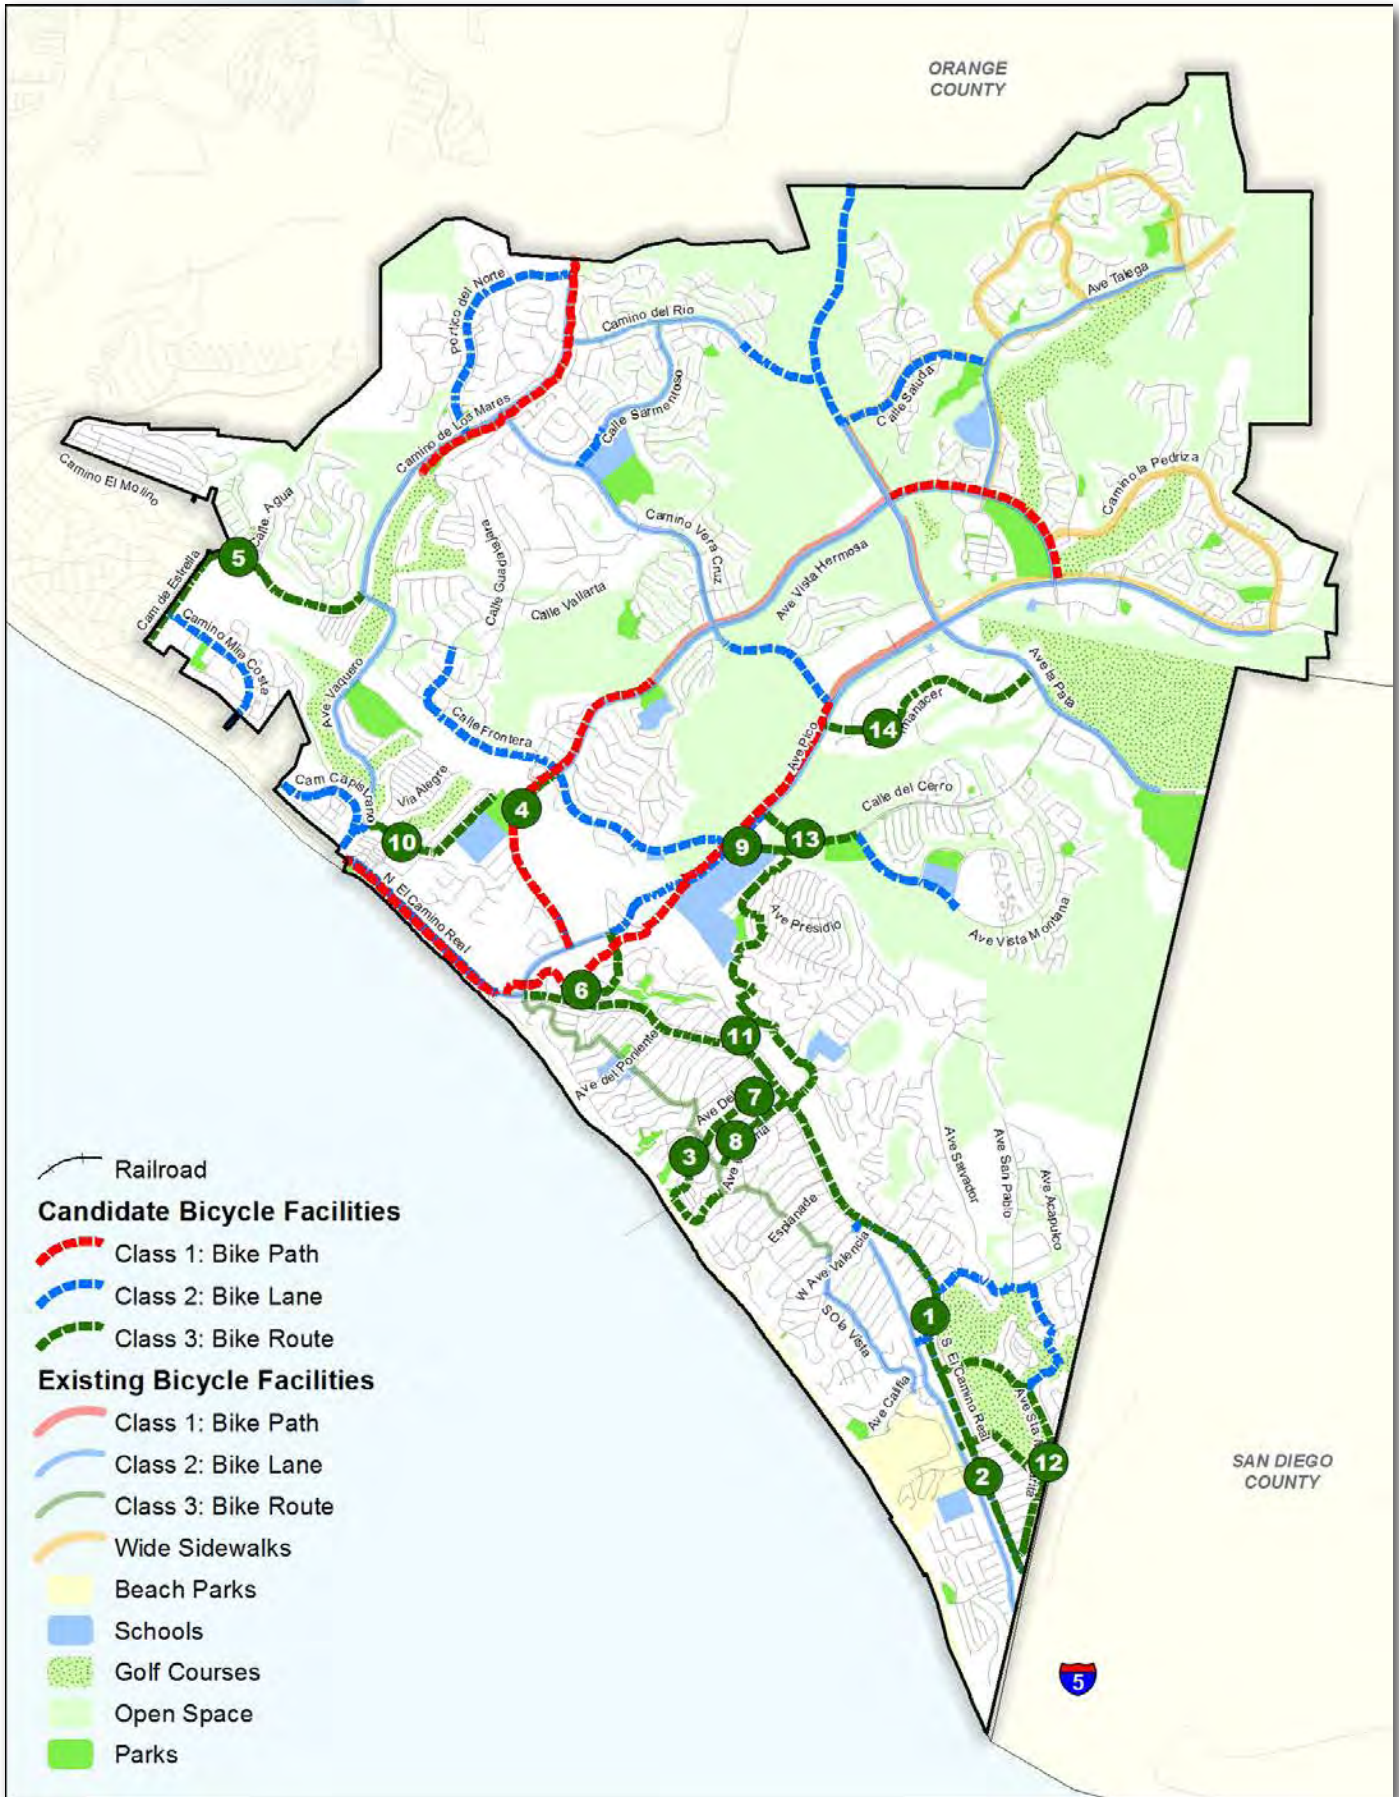 ORANGE
COUNTY
Portico del Norte
Camino del Rio
Ave Talega
Calle Saluda
Calle Sarmentoso
Camino de Los Mares
Camino la Pedriza
Camino El Molino
Calle Agua
5
Cam de Estrella
Camino Vera Cruz
Calle Guadalajara
Ave Vista Hermosa
Calle Vallarta
Camino Mira Costa
Ave Vaquero
Ave la Pata
Calle Frontera
Ave Pico
14
Cam Capistrano
Via Alegre
Calle del Cerro
4
10
9
13
N El Camino Real
Ave Presidio
Ave Vista Montana
6
11
Ave del Poniente
7
Ave Del
8
3
Ave
Ave Salvador
Ave San Pablo
Ave Acapulco
Esplanade
W Ave Valencia
1
S Ola Vista
S El Camino Real
Ave Califia
Ave Sta
2
12
SAN DIEGO
COUNTY
5
Railroad
Candidate Bicycle Facilities
Class 1: Bike Path
Class 2: Bike Lane
Class 3: Bike Route
Existing Bicycle Facilities
Class 1: Bike Path
Class 2: Bike Lane
Class 3: Bike Route
Wide Sidewalks
Beach Parks
Schools
Golf Courses
Open Space
Parks